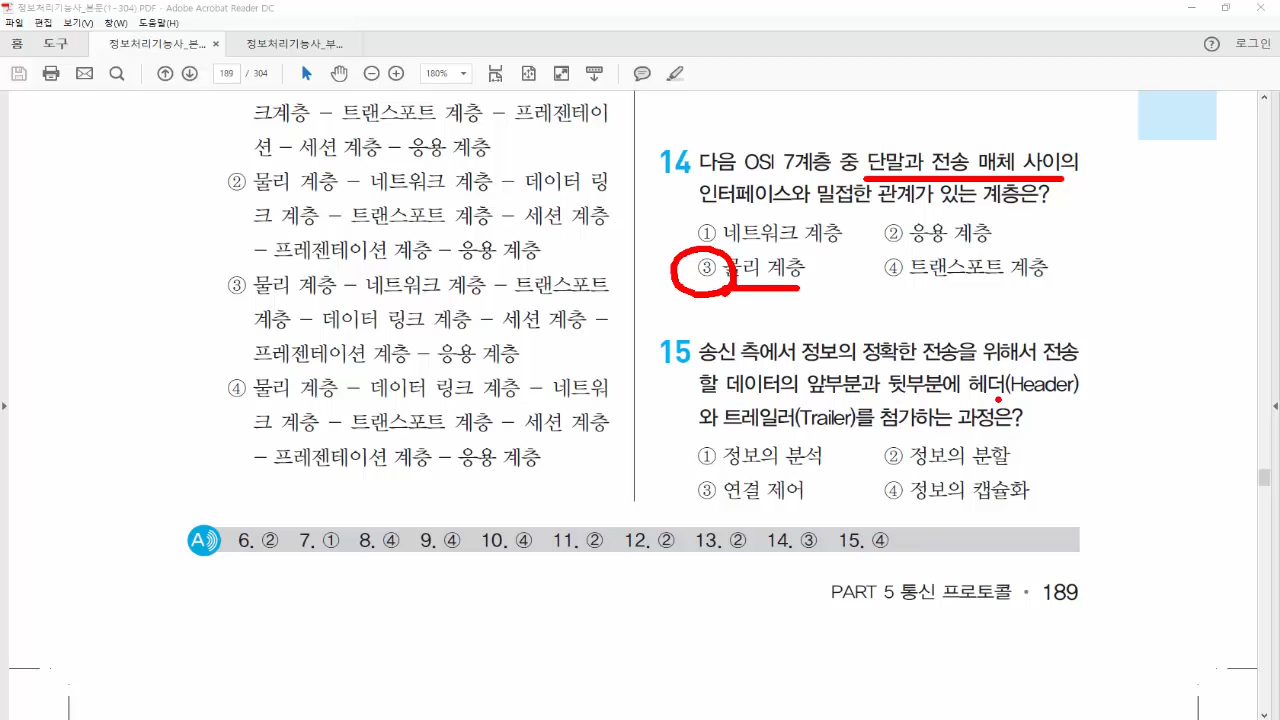 정보처리기능사_본문(1~304) PDF - Adobe Acrobat Reader DC
파일 편집 보기(V) 창(W) 도움말(H)
홈 도구 정보처리기능사_본... × 정보처리기능사_부... 로그인
189 / 304 180%
크계층 – 트랜스포트 계층 – 프레젠테이
션 – 세선 계층 – 응용 계층
② 물리 계층 – 네트워크 계층 – 데이터 링
크 계층 – 트랜스포트 계층 – 세션 계층
– 프레젠테이션 계층 – 응용 계층
③ 물리 계층 – 네트워크 계층 – 트랜스포트
계층 – 데이터 링크 계층 – 세션 계층 –
프레젠테이션 계층 – 응용 계층
④ 물리 계층 – 데이터 링크 계층 – 네트워
크 계층 – 트랜스포트 계층 – 세션 계층
– 프레젠테이션 계층 – 응용 계층
14 다음 OSI 7계층 중 단말과 전송 매체 사이의
인터페이스와 밀접한 관계가 있는 계층은?
① 네트워크 계층 ② 응용 계층
③ 물리 계층 ④ 트랜스포트 계층
15 송신 측에서 정보의 정확한 전송을 위해서 전송
할 데이터의 앞부분과 뒷부분에 헤더(Header)
와 트레일러(Trailer)를 첨가하는 과정은?
① 정보의 분석 ② 정보의 분할
③ 연결 제어 ④ 정보의 캡슐화
A 6. ② 7. ① 8. ④ 9. ④ 10. ④ 11. ② 12. ② 13. ② 14. ③ 15. ④
PART 5 통신 프로토콜 • 189